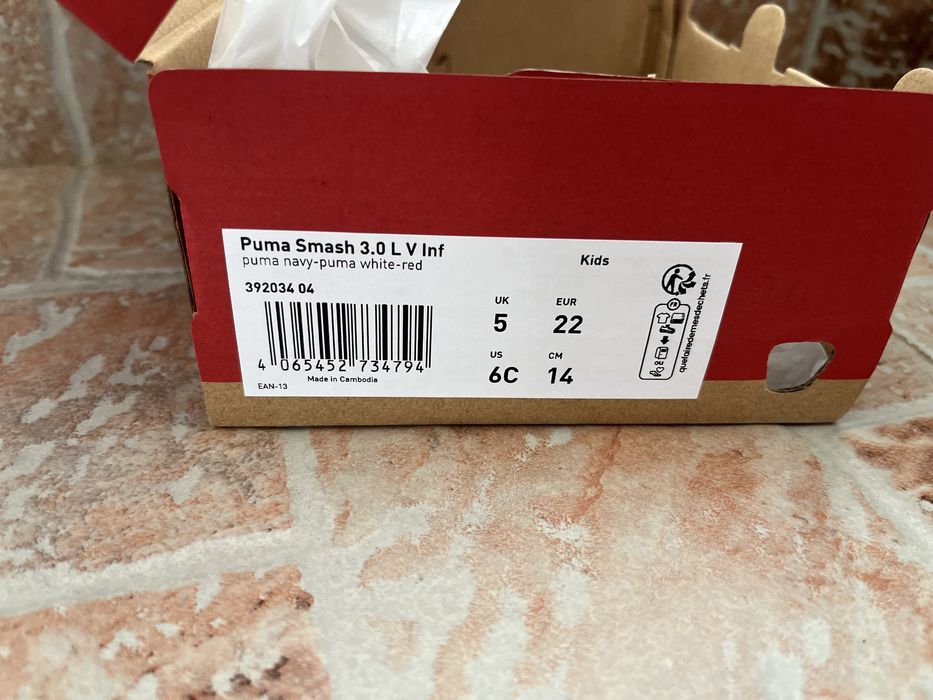 Puma Smash 3.0 L V Inf
puma navy-puma white-red
Kids
392034 04
4 065452 734794
Made in Cambodia
EAN-13
UK
5
EUR
22
US
6C
CM
14
FR
quefairedemesdechets.fr